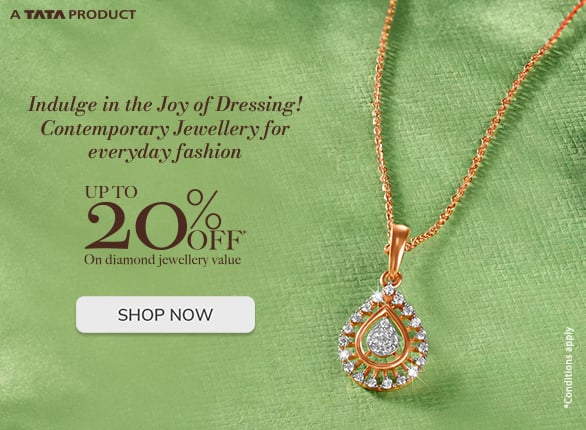 A TATA PRODUCT
Indulge in the Joy of Dressing!
Contemporary Jewellery for
everyday fashion
UP TO
20% OFF*
On diamond jewellery value
SHOP NOW
*Conditions apply